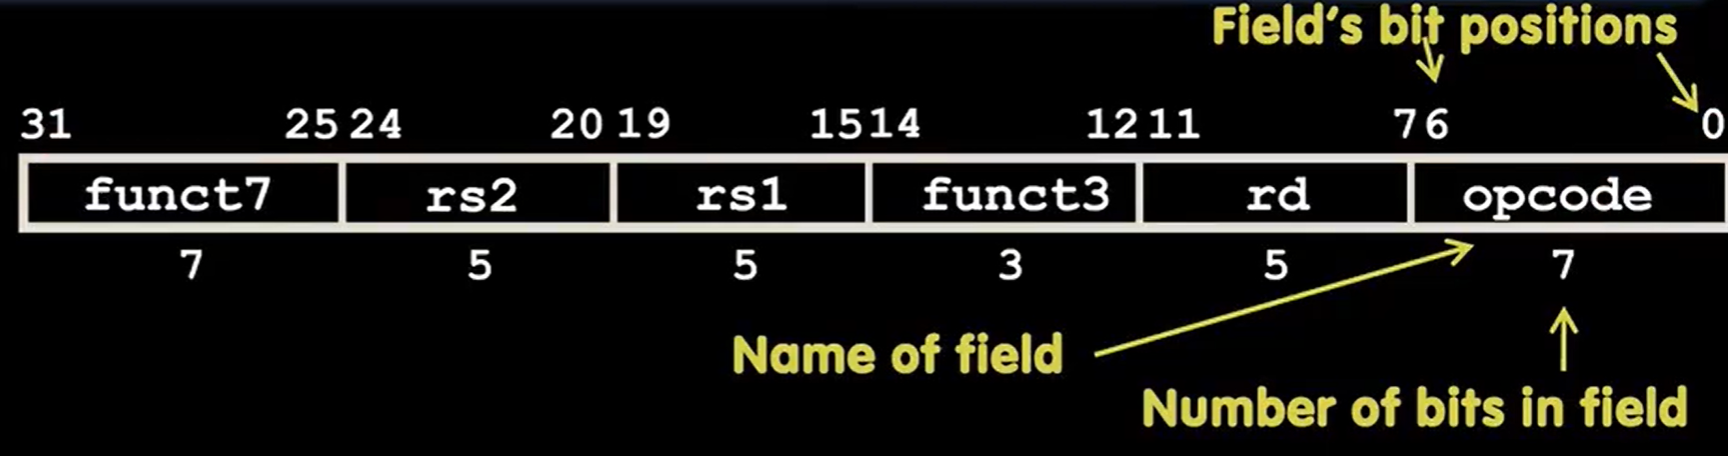 Field's bit positions
31 25 24 20 19 15 14 12 11 7 6 0
funct7 rs2 rs1 funct3 rd opcode
7 5 5 3 5 7
Name of field
Number of bits in field